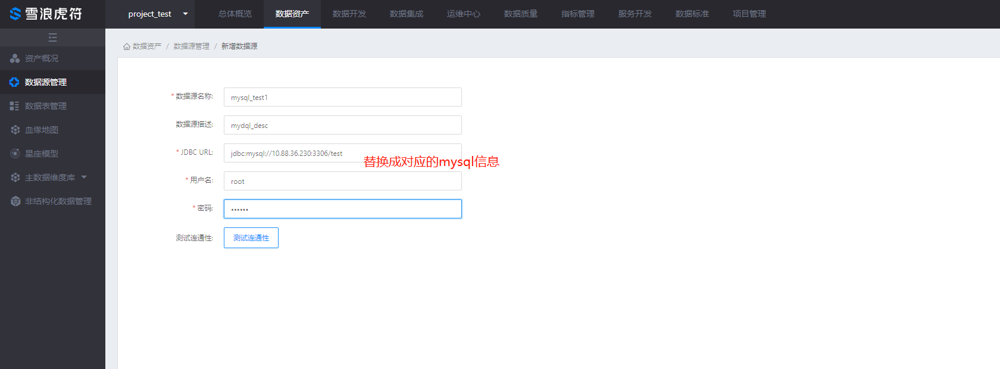 雪浪虎符
project_test
总体概览
数据资产
数据开发
数据集成
运维中心
数据质量
指标管理
服务开发
数据标准
项目管理
资产概况
数据源管理
数据表管理
血缘地图
星座模型
主数据维度库
非结构化数据管理
数据资产 / 数据源管理 / 新增数据源
* 数据源名称: mysql_test1
数据源描述: mydql_desc
* JDBC URL: jdbc:mysql://10.88.36.230:3306/test
替换成对应的mysql信息
* 用户名: root
* 密码: ••••••
测试连通性: 测试连通性